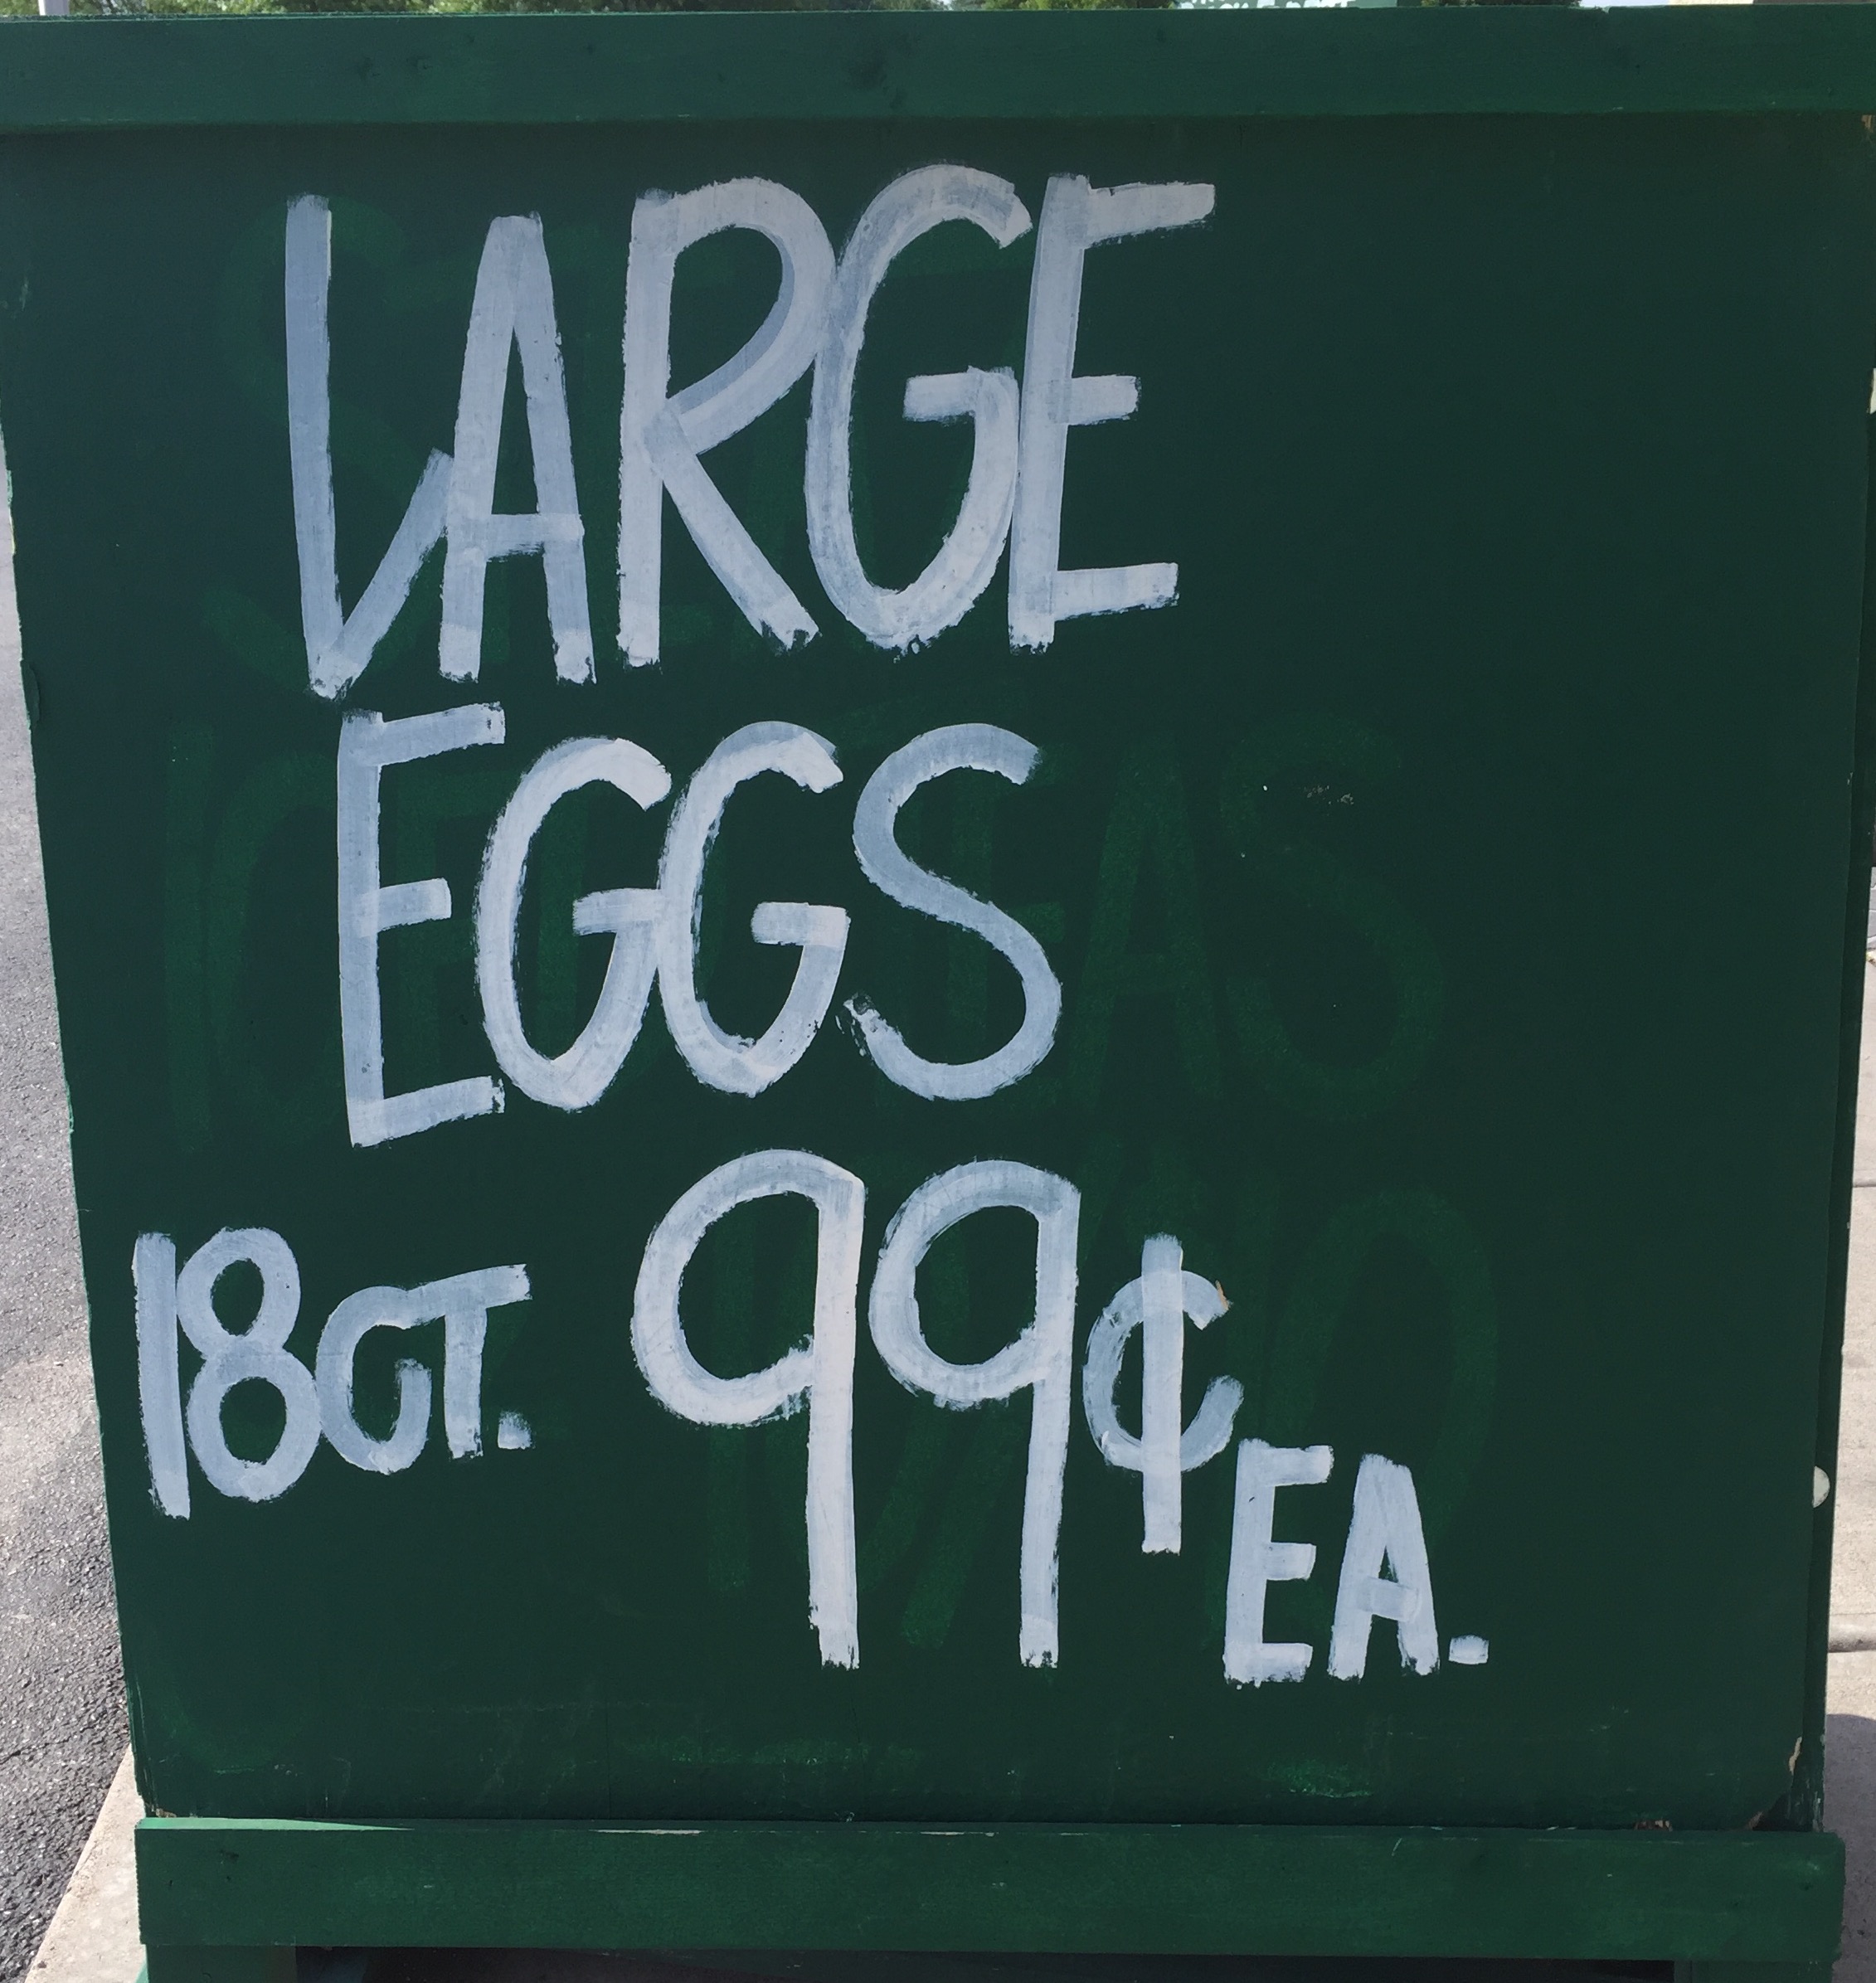 LARGE
EGGS
18CT. 99¢ EA.